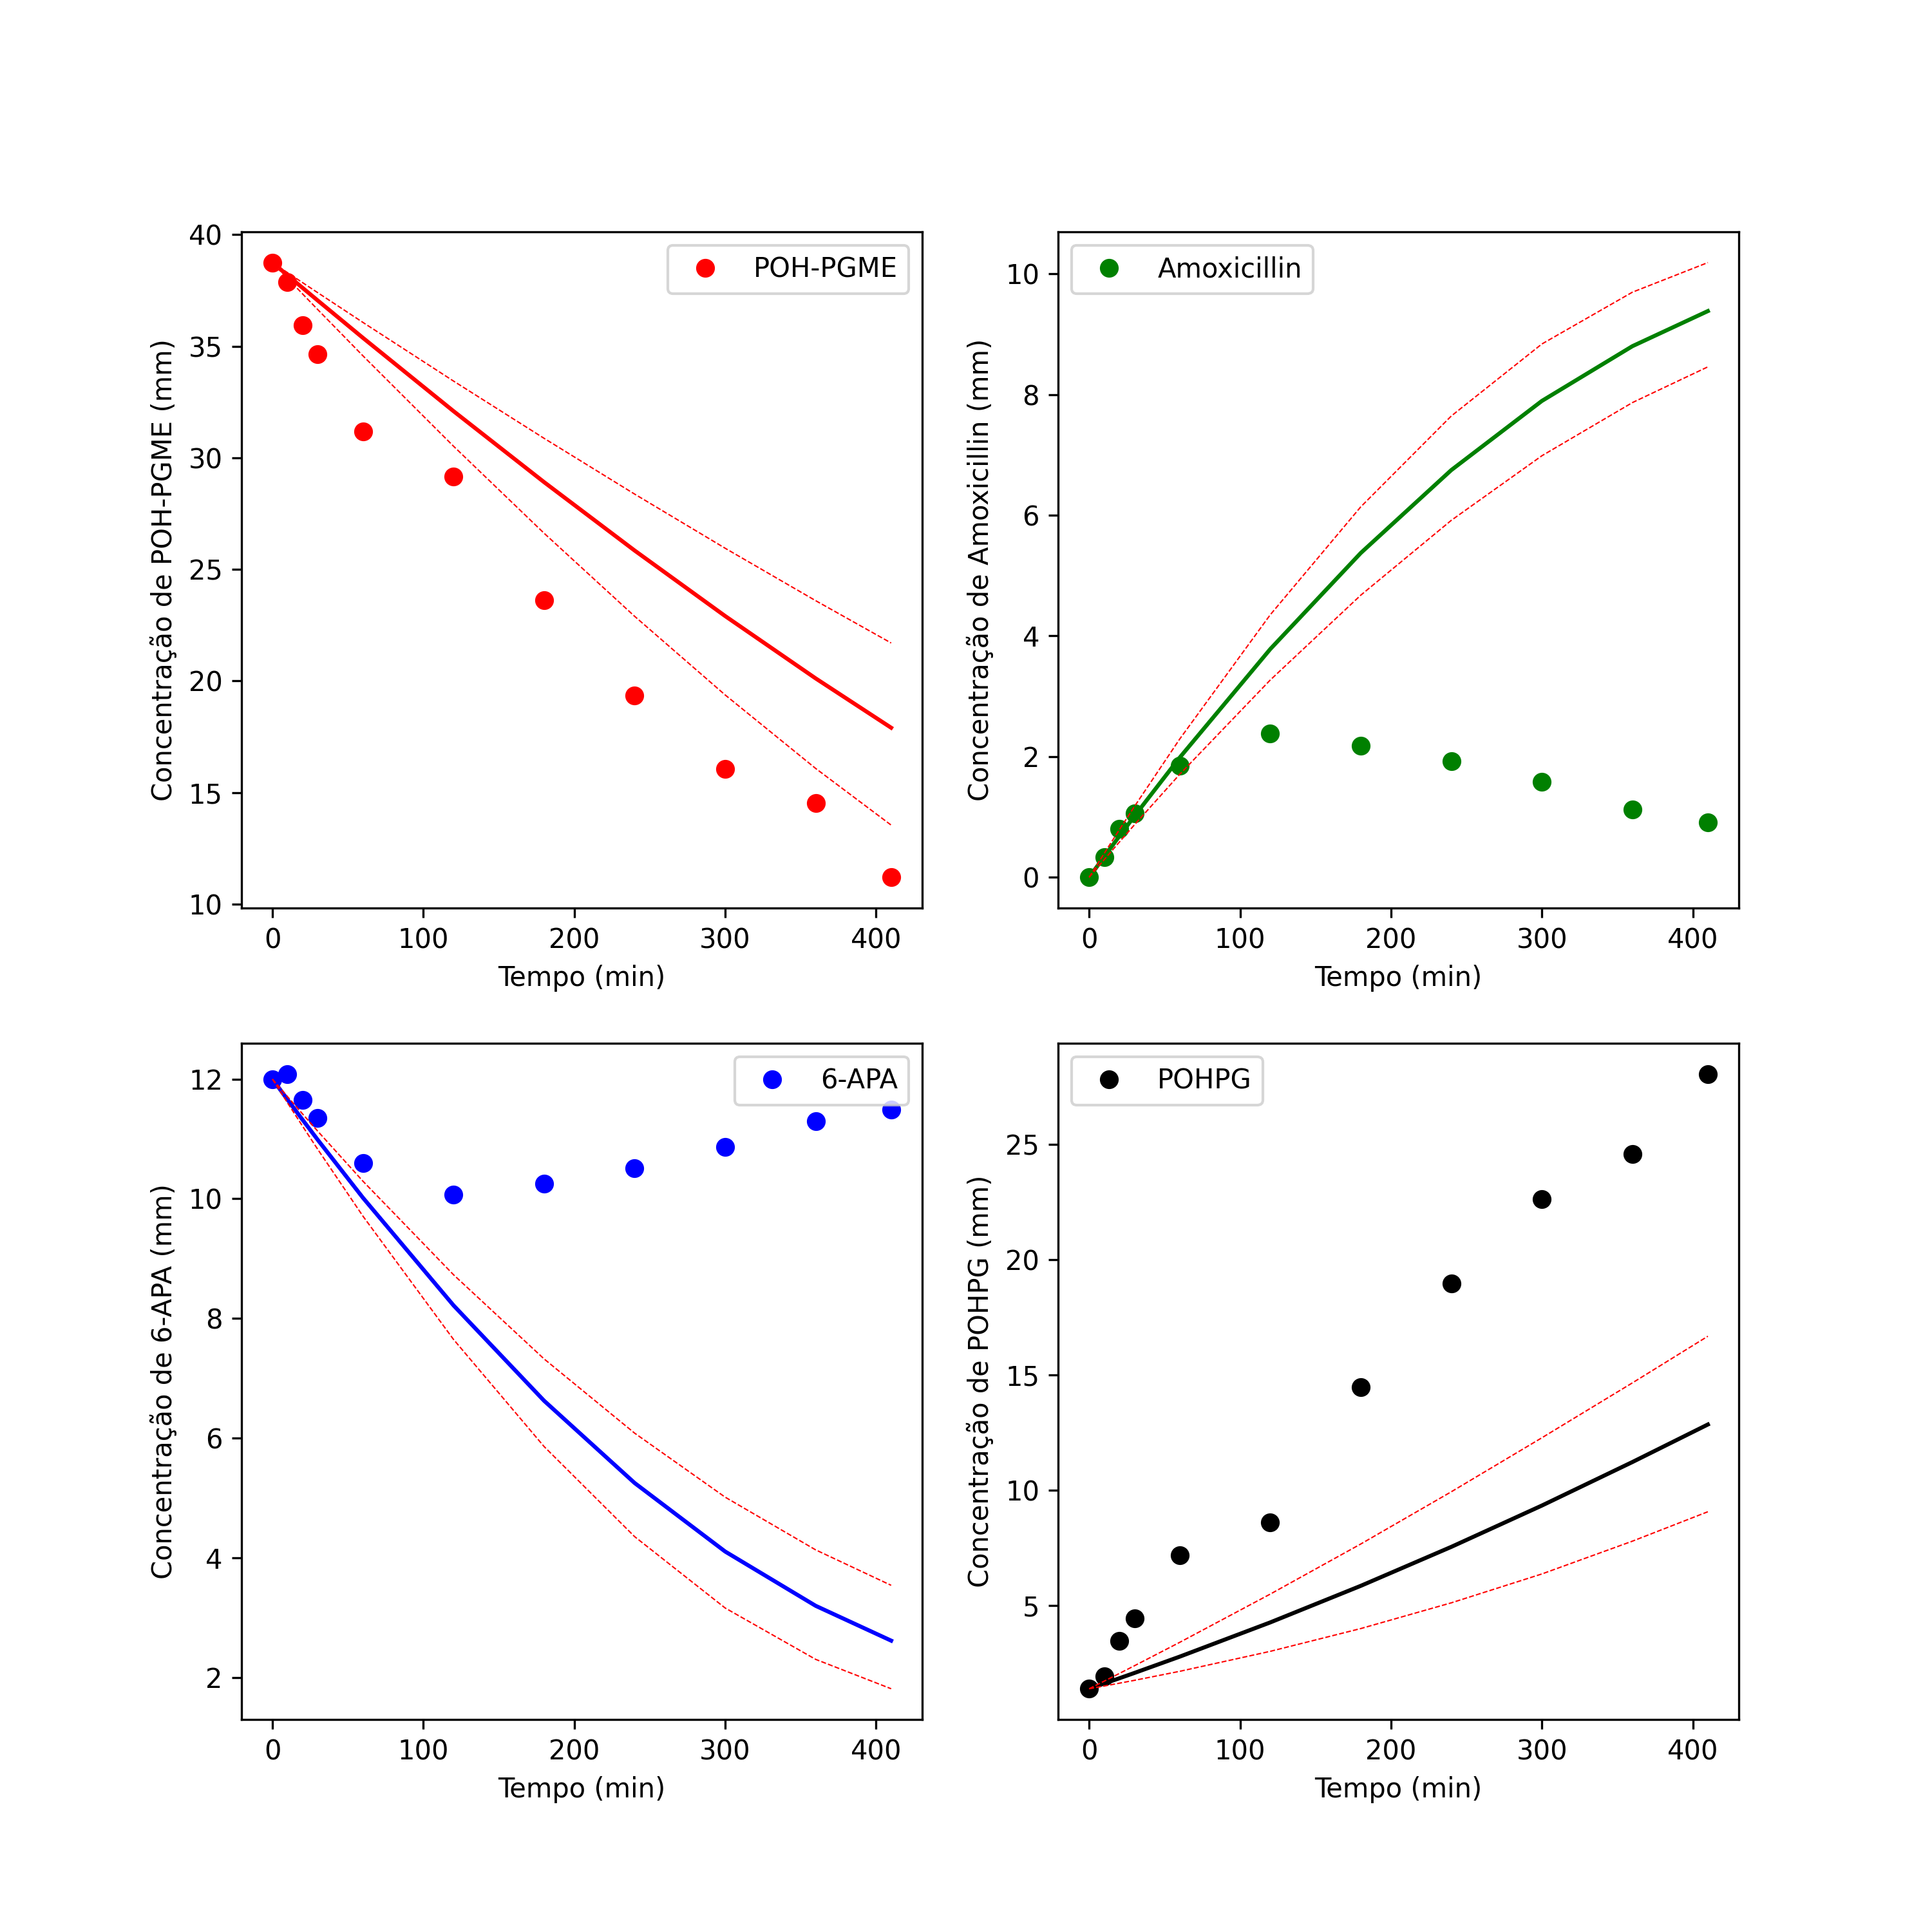 POH-PGME
Concentração de POH-PGME (mm)
40
35
30
25
20
15
10
0 100 200 300 400
Tempo (min)
Amoxicillin
Concentração de Amoxicillin (mm)
10
8
6
4
2
0
0 100 200 300 400
Tempo (min)
6-APA
Concentração de 6-APA (mm)
12
10
8
6
4
2
0 100 200 300 400
Tempo (min)
POHPG
Concentração de POHPG (mm)
25
20
15
10
5
0 100 200 300 400
Tempo (min)